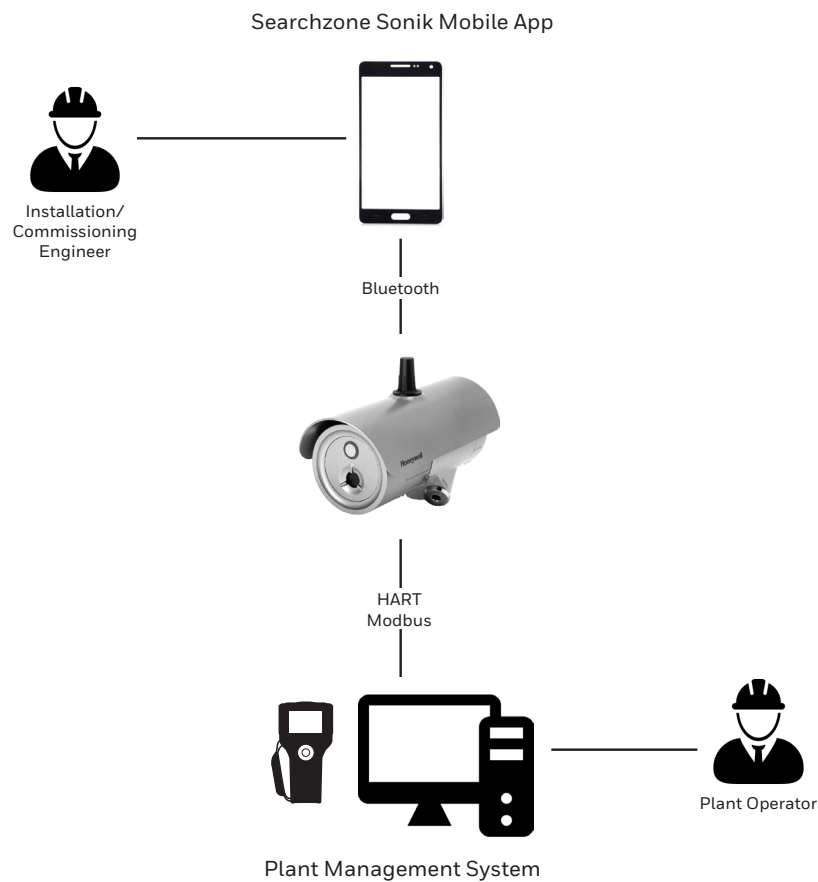 Searchzone Sonik Mobile App
Installation/
Commissioning
Engineer
Bluetooth
Honeywell
HART
Modbus
Plant Operator
Plant Management System